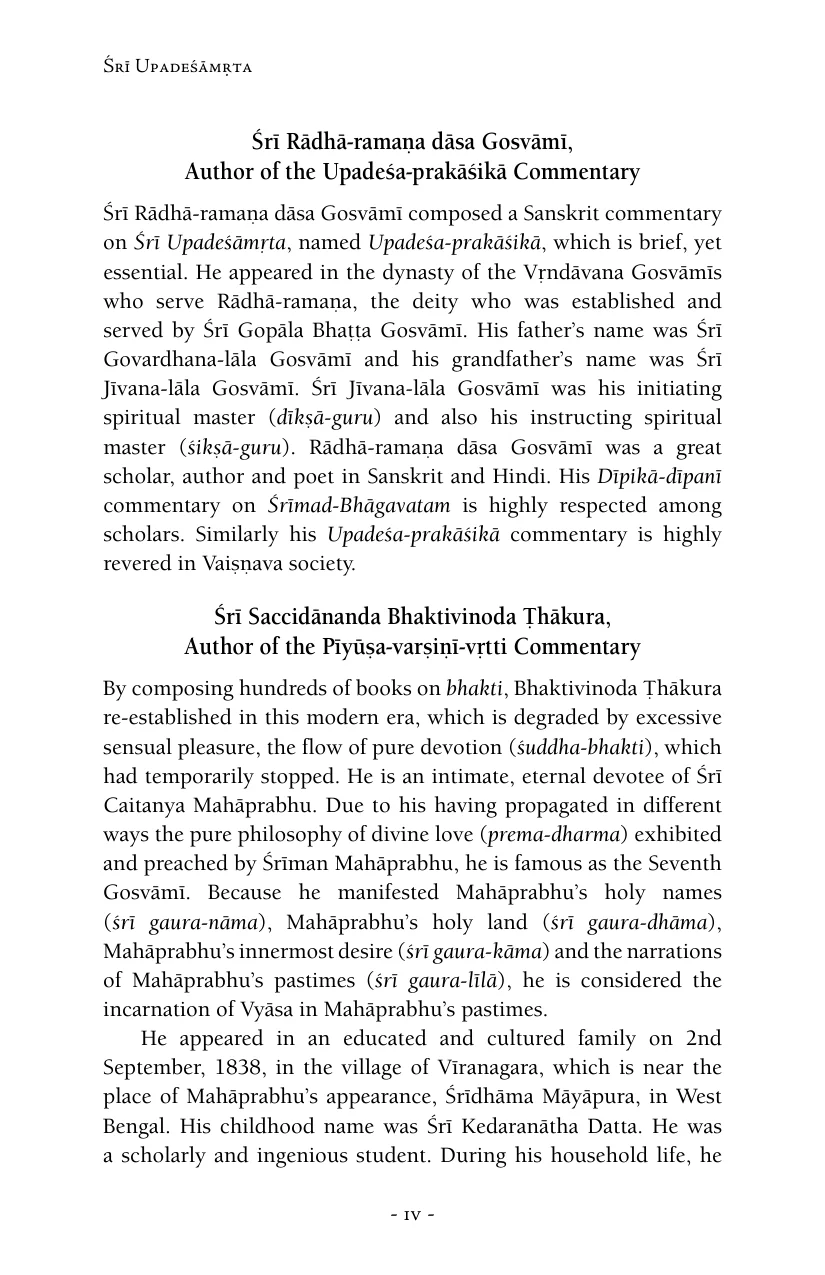 Śrī Upadeśāmṛta
Śrī Rādhā-ramaṇa dāsa Gosvāmī,
Author of the Upadeśa-prakāśikā Commentary
Śrī Rādhā-ramaṇa dāsa Gosvāmī composed a Sanskrit commentary
on Śrī Upadeśāmṛta, named Upadeśa-prakāśikā, which is brief, yet
essential. He appeared in the dynasty of the Vṛndāvana Gosvāmīs
who serve Rādhā-ramaṇa, the deity who was established and
served by Śrī Gopāla Bhaṭṭa Gosvāmī. His father’s name was Śrī
Govardhana-lāla Gosvāmī and his grandfather’s name was Śrī
Jīvana-lāla Gosvāmī. Śrī Jīvana-lāla Gosvāmī was his initiating
spiritual master (dīkṣā-guru) and also his instructing spiritual
master (śikṣā-guru). Rādhā-ramaṇa dāsa Gosvāmī was a great
scholar, author and poet in Sanskrit and Hindi. His Dīpikā-dīpanī
commentary on Śrīmad-Bhāgavatam is highly respected among
scholars. Similarly his Upadeśa-prakāśikā commentary is highly
revered in Vaiṣṇava society.
Śrī Saccidānanda Bhaktivinoda Ṭhākura,
Author of the Pīyūṣa-varṣiṇī-vṛtti Commentary
By composing hundreds of books on bhakti, Bhaktivinoda Ṭhākura
re-established in this modern era, which is degraded by excessive
sensual pleasure, the flow of pure devotion (śuddha-bhakti), which
had temporarily stopped. He is an intimate, eternal devotee of Śrī
Caitanya Mahāprabhu. Due to his having propagated in different
ways the pure philosophy of divine love (prema-dharma) exhibited
and preached by Śrīman Mahāprabhu, he is famous as the Seventh
Gosvāmī. Because he manifested Mahāprabhu’s holy names
(śrī gaura-nāma), Mahāprabhu’s holy land (śrī gaura-dhāma),
Mahāprabhu’s innermost desire (śrī gaura-kāma) and the narrations
of Mahāprabhu’s pastimes (śrī gaura-līlā), he is considered the
incarnation of Vyāsa in Mahāprabhu’s pastimes.
He appeared in an educated and cultured family on 2nd
September, 1838, in the village of Vīranagara, which is near the
place of Mahāprabhu’s appearance, Śrīdhāma Māyāpura, in West
Bengal. His childhood name was Śrī Kedaranātha Datta. He was
a scholarly and ingenious student. During his household life, he
- iv -